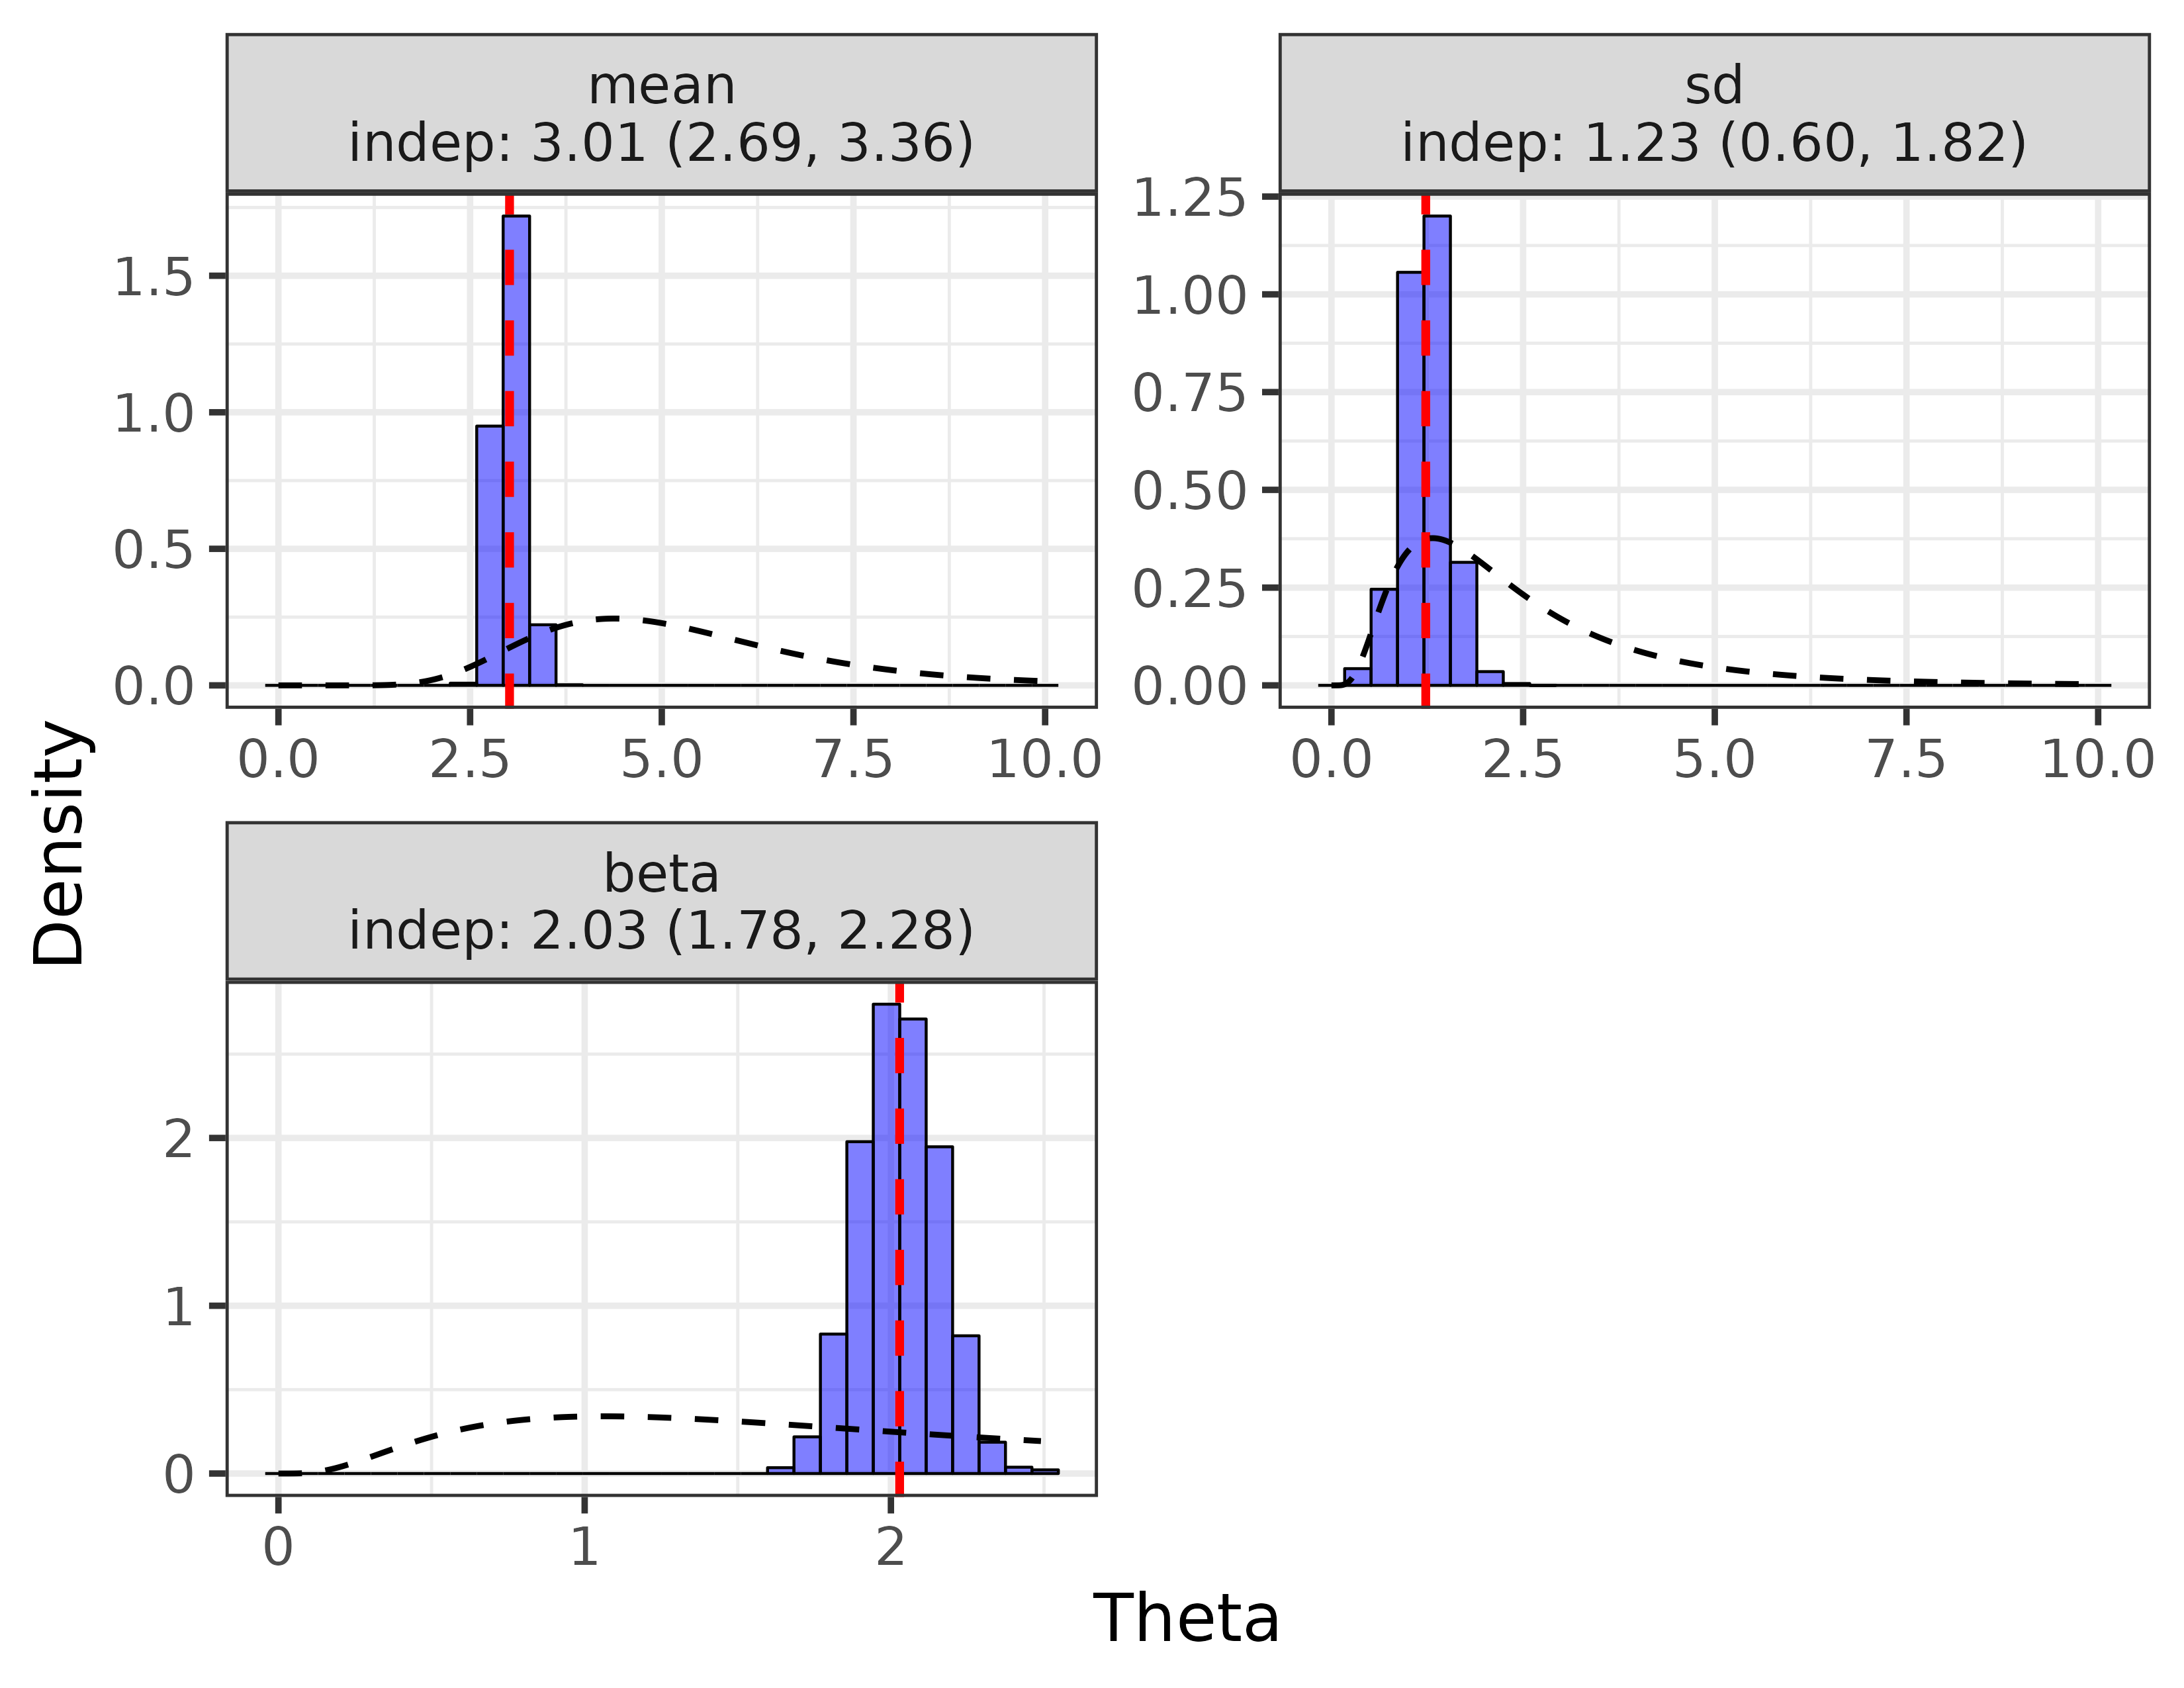 mean
indep: 3.01 (2.69, 3.36)
sd
indep: 1.23 (0.60, 1.82)
1.5
1.0
0.5
0.0
1.25
1.00
0.75
0.50
0.25
0.00
0.0 2.5 5.0 7.5 10.0
0.0 2.5 5.0 7.5 10.0
Density
beta
indep: 2.03 (1.78, 2.28)
2
1
0
0 1 2
Theta